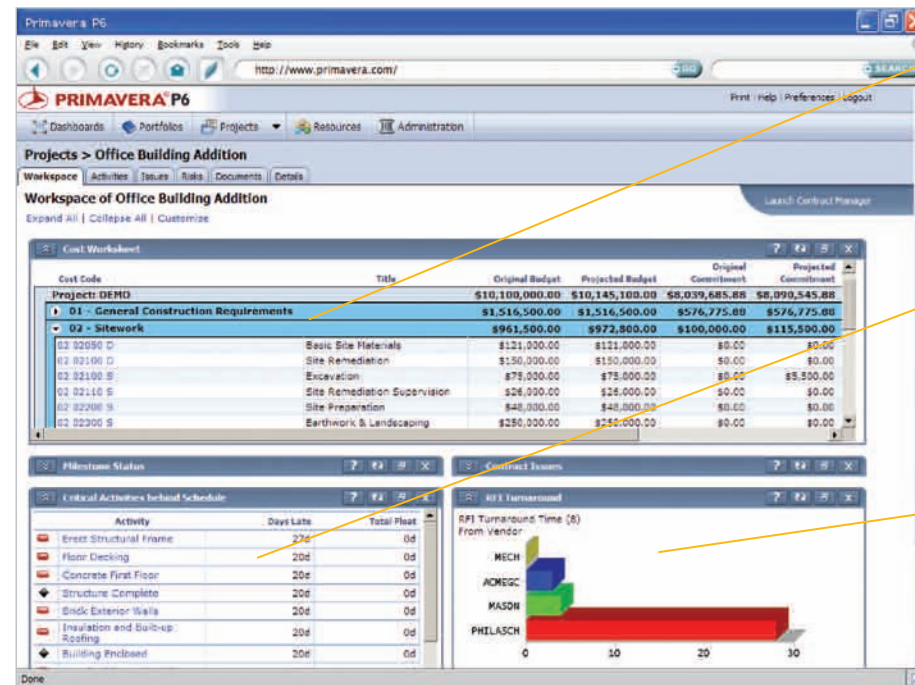 Primavera P6
File Edit View History Bookmarks Tools Help
http://www.primavera.com/ GO SEARCH
PRIMAVERA® P6 Print Help Preferences Logout
Dashboards Portfolios Projects Resources Administration
Projects > Office Building Addition
Workspace Activities Issues Risks Documents Details
Workspace of Office Building Addition Launch Contract Manager
Expand All | Collapse All | Customize
Cost Worksheet
Cost Code Title Original Budget Projected Budget Original Commitment Projected Commitment
Project: DEMO $10,100,000.00 $10,145,100.00 $8,039,685.88 $8,090,545.88
01 - General Construction Requirements $1,516,500.00 $1,516,500.00 $576,775.88 $576,775.88
02 - Sitework $961,500.00 $972,800.00 $100,000.00 $115,500.00
02 02050 D Basic Site Materials $121,000.00 $121,000.00 $0.00 $0.00
02 02100 D Site Remediation $150,000.00 $150,000.00 $0.00 $0.00
02 02100 S Excavation $75,000.00 $75,000.00 $0.00 $5,500.00
02 02110 S Site Remediation Supervision $26,000.00 $26,000.00 $0.00 $0.00
02 02200 S Site Preparation $48,000.00 $48,000.00 $0.00 $0.00
02 02300 S Earthwork & Landscaping $250,000.00 $250,000.00 $0.00 $0.00
Milestone Status
Contract Issues
Critical Activities behind Schedule
Activity Days Late Total Float
Erect Structural Frame 27d 0d
Floor Decking 20d 0d
Concrete First Floor 20d 0d
Structure Complete 20d 0d
Brick Exterior Walls 20d 0d
Insulation and Built-up Roofing 20d 0d
Building Enclosed 20d 0d
RFI Turnaround
RFI Turnaround Time (8)
From Vendor
MECH
ACMEGC
MASON
PHILASCH
0 10 20 30
Done